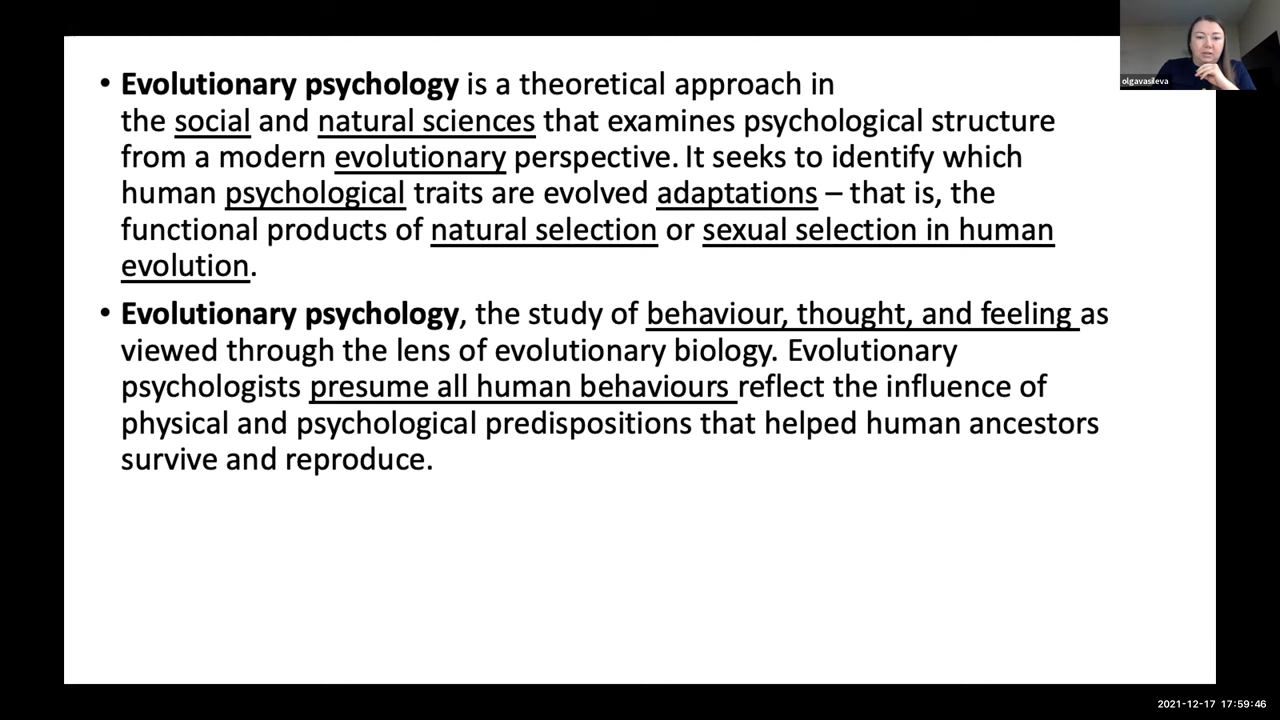 • Evolutionary psychology is a theoretical approach in
the social and natural sciences that examines psychological structure
from a modern evolutionary perspective. It seeks to identify which
human psychological traits are evolved adaptations – that is, the
functional products of natural selection or sexual selection in human
evolution.
• Evolutionary psychology, the study of behaviour, thought, and feeling as
viewed through the lens of evolutionary biology. Evolutionary
psychologists presume all human behaviours reflect the influence of
physical and psychological predispositions that helped human ancestors
survive and reproduce.
olgavasileva
2021-12-17 17:59:46